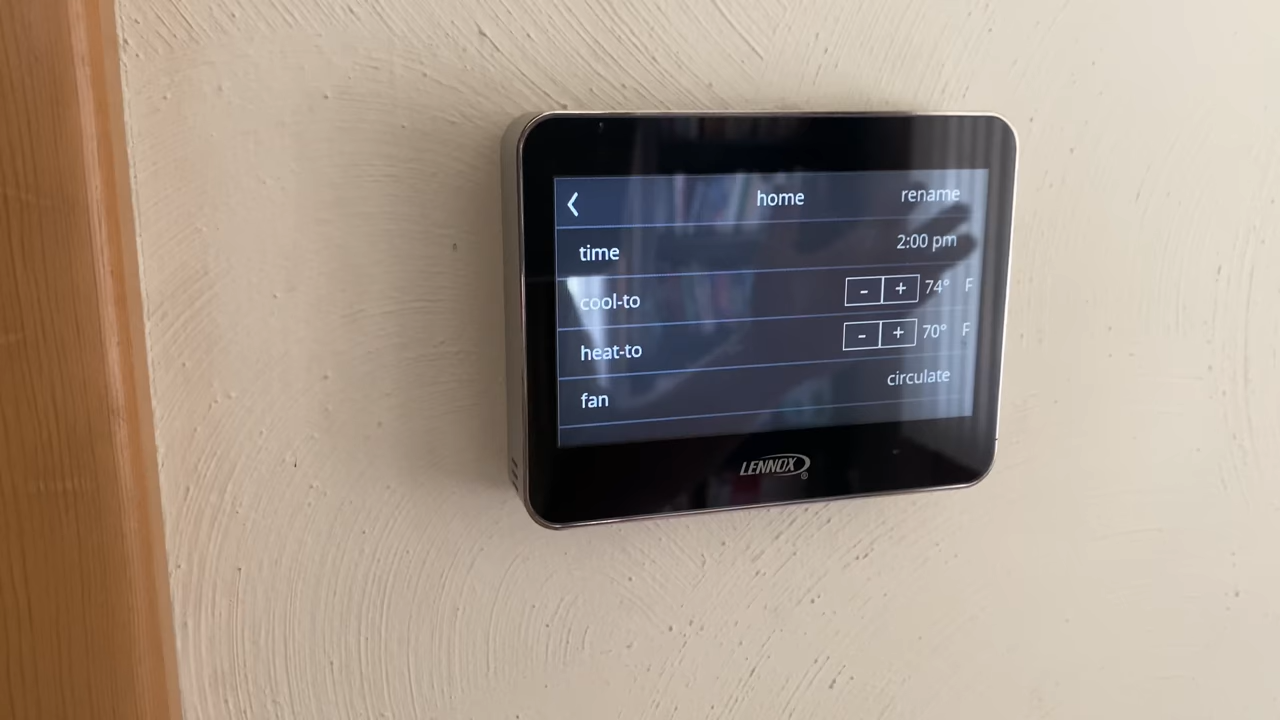 home rename
time 2:00 pm
cool-to - + 74° F
heat-to - + 70° F
fan circulate
LENNOX®